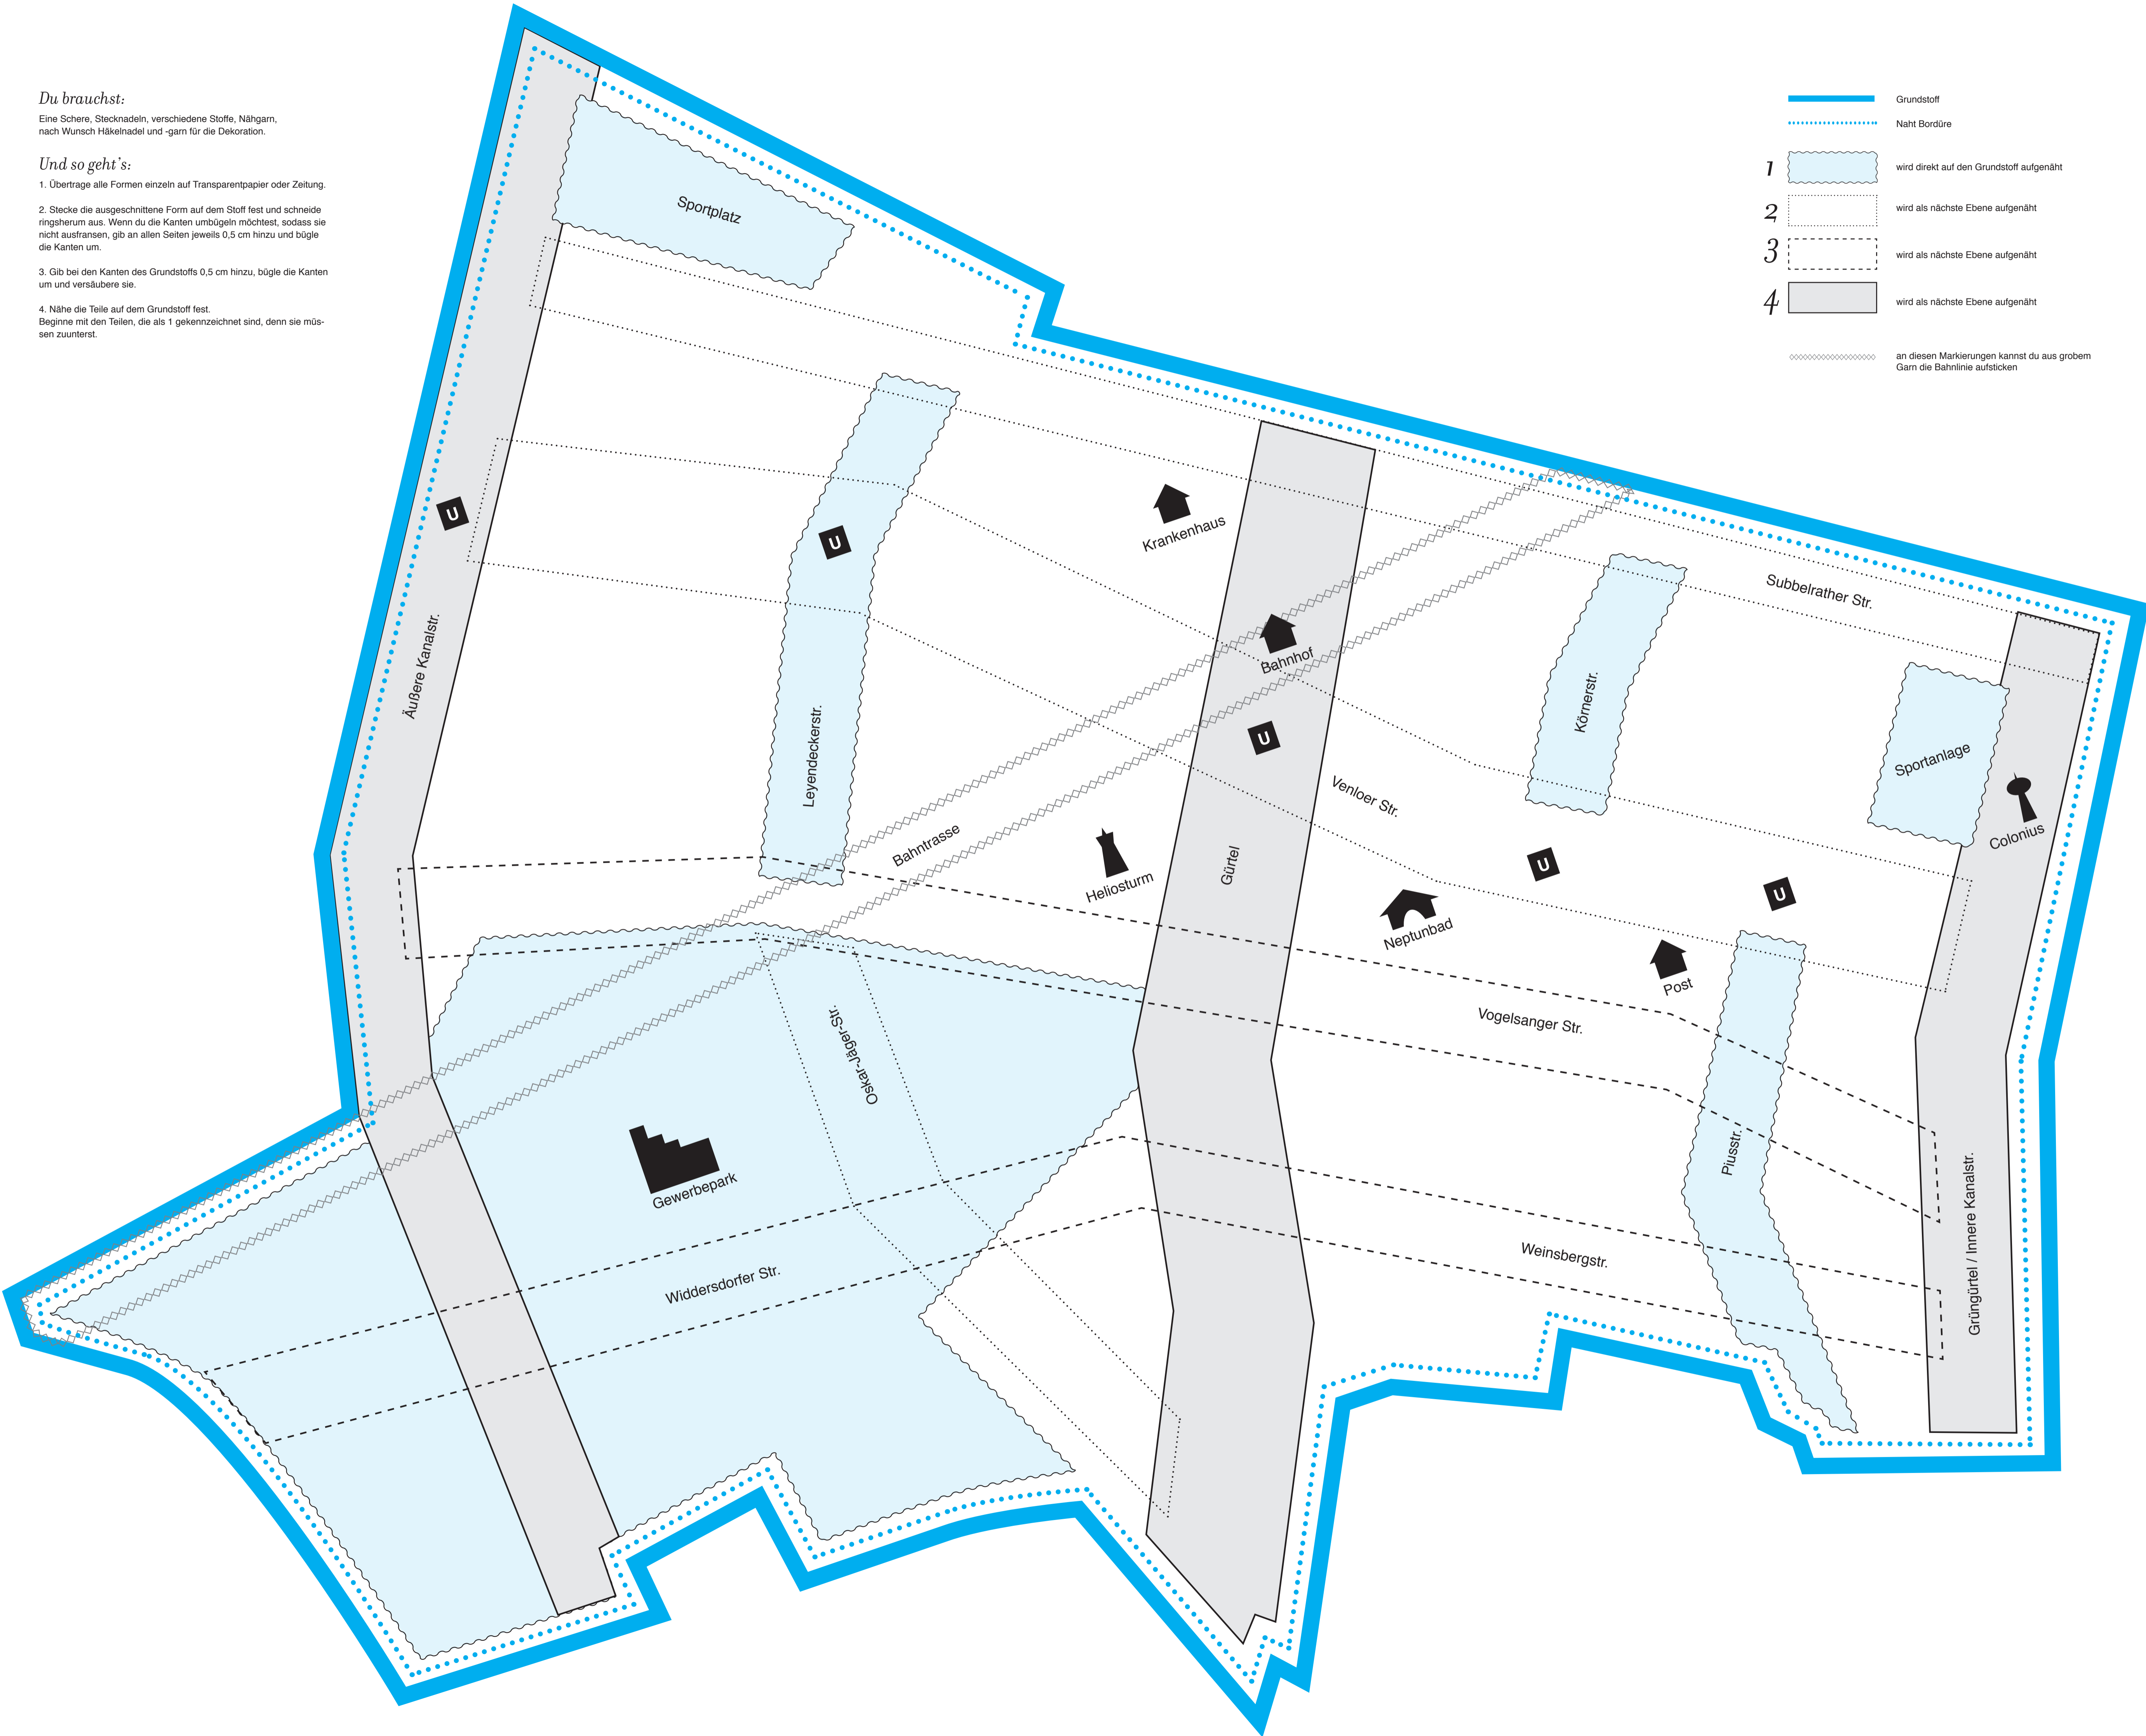 Du brauchst:
Eine Schere, Stecknadeln, verschiedene Stoffe, Nähgarn,
nach Wunsch Häkelnadel und -garn für die Dekoration.
Und so geht's:
1. Übertrage alle Formen einzeln auf Transparentpapier oder Zeitung.
2. Stecke die ausgeschnittene Form auf dem Stoff fest und schneide
ringsherum aus. Wenn du die Kanten umbügeln möchtest, sodass sie
nicht ausfransen, gib an allen Seiten jeweils 0,5 cm hinzu und bügle
die Kanten um.
3. Gib bei den Kanten des Grundstoffs 0,5 cm hinzu, bügle die Kanten
um und versäubere sie.
4. Nähe die Teile auf dem Grundstoff fest.
Beginne mit den Teilen, die als 1 gekennzeichnet sind, denn sie müs-
sen zuunterst.
Grundstoff
Naht Bordüre
1 wird direkt auf den Grundstoff aufgenäht
2 wird als nächste Ebene aufgenäht
3 wird als nächste Ebene aufgenäht
4 wird als nächste Ebene aufgenäht
an diesen Markierungen kannst du aus grobem
Garn die Bahnlinie aufsticken
Sportplatz
U
U
Krankenhaus
Subbelrather Str.
Äußere Kanalstr.
Bahnhof
U
Körnerstr.
Sportanlage
Colonius
Leyendeckerstr.
Venloer Str.
Bahntrasse
Heliosturm
Gürtel
U
U
Neptunbad
Post
Vogelsanger Str.
Oskar-Jäger-Str
Piusstr.
Gewerbepark
Widdersdorfer Str.
Weinsbergstr.
Grüngürtel / Innere Kanalstr.